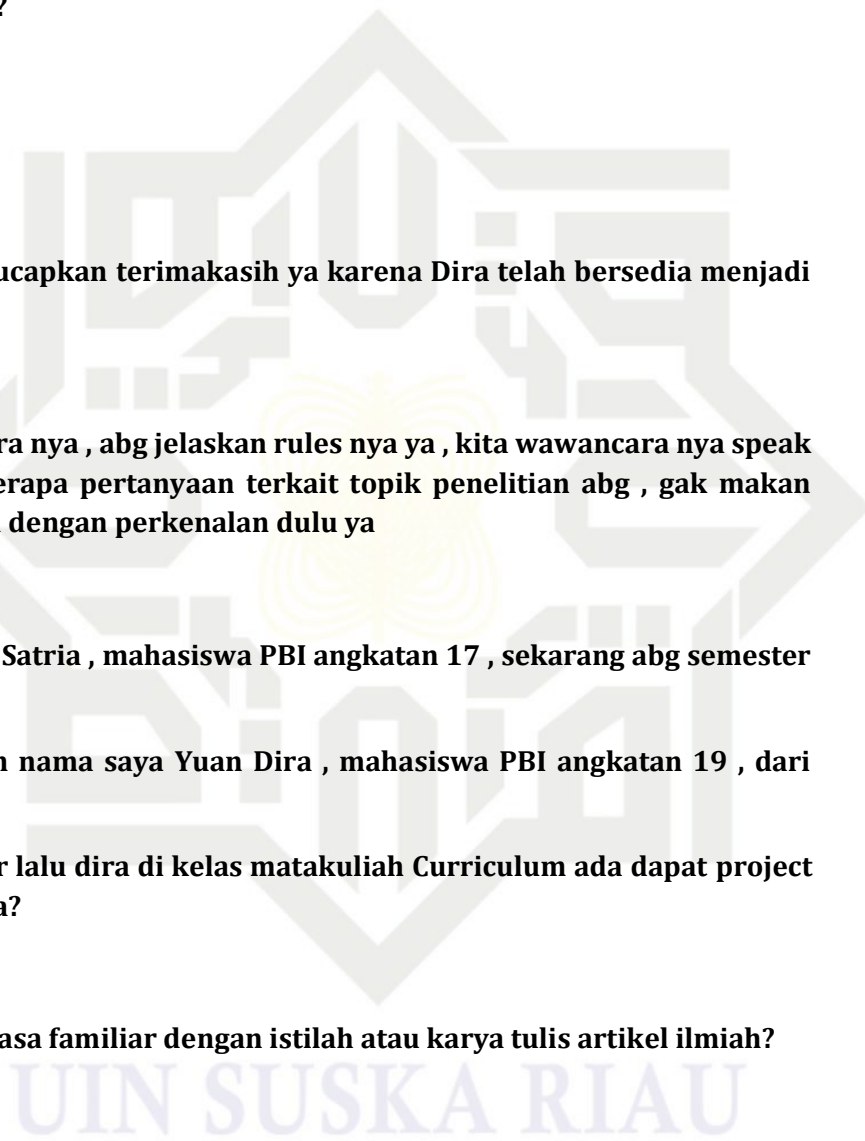 ?
ucapkan terimakasih ya karena Dira telah bersedia menjadi
ra nya , abg jelaskan rules nya ya , kita wawancara nya speak
erapa pertanyaan terkait topik penelitian abg , gak makan
dengan perkenalan dulu ya
Satria , mahasiswa PBI angkatan 17 , sekarang abg semester
nama saya Yuan Dira , mahasiswa PBI angkatan 19 , dari
r lalu dira di kelas matakuliah Curriculum ada dapat project
a?
asa familiar dengan istilah atau karya tulis artikel ilmiah?
UIN SUSKA RIAU